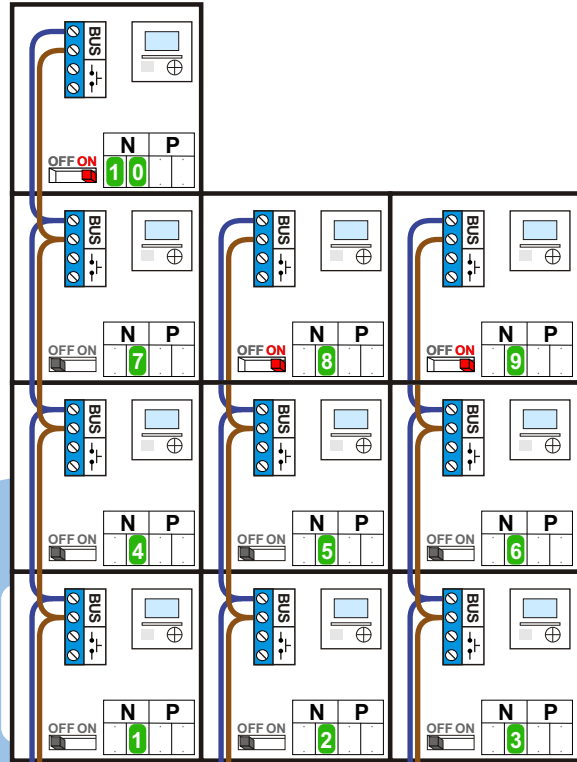 BUS
N P
OFF ON
1 0
BUS BUS BUS
N P N P N P
OFF ON OFF ON OFF ON
7 8 9
BUS BUS BUS
N P N P N P
OFF ON OFF ON OFF ON
4 5 6
BUS BUS BUS
N P N P N P
OFF ON OFF ON OFF ON
1 2 3